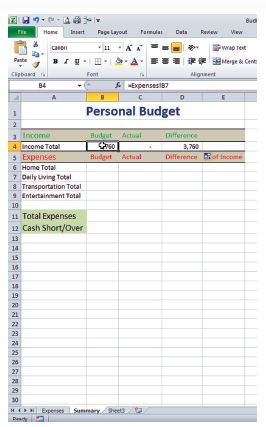 File Home Insert Page Layout Formulas Data Review View
Calibri 11 A A Wrap Text
Paste B I U A Merge & Cente
Clipboard Font Alignment
B4 fx =Expenses!B7
A B C D E
1 Personal Budget
2
3 Income Budget Actual Difference
4 Income Total 3,760 - 3,760
5 Expenses Budget Actual Difference % of Income
6 Home Total
7 Daily Living Total
8 Transportation Total
9 Entertainment Total
10
11 Total Expenses
12 Cash Short/Over
13
14
15
16
17
18
19
20
21
22
23
24
25
26
27
28
29
30
Expenses Summary Sheet3
Ready